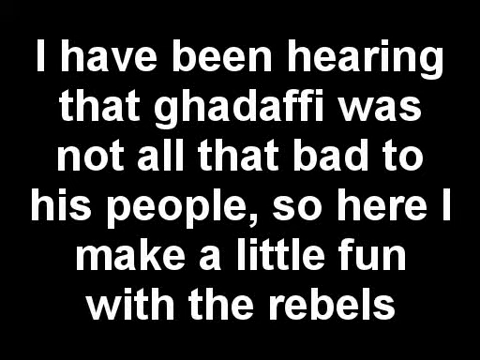 I have been hearing
that ghadaffi was
not all that bad to
his people, so here I
make a little fun
with the rebels